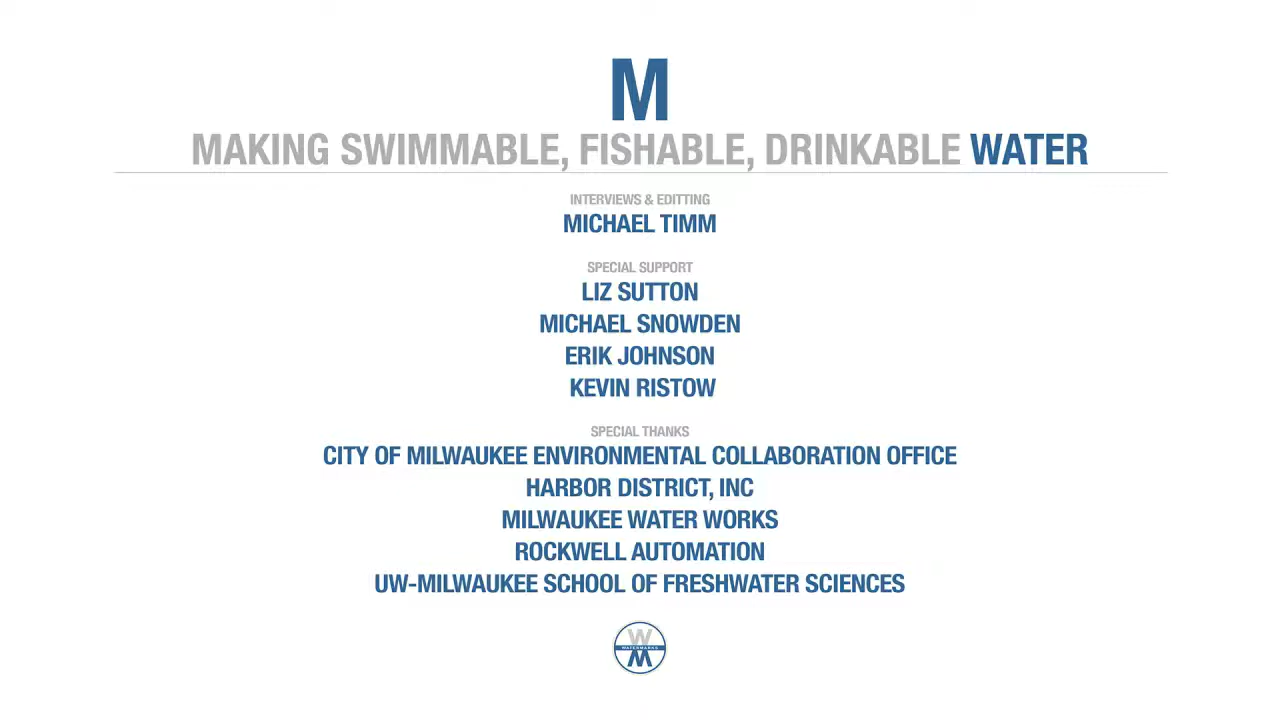 M
MAKING SWIMMABLE, FISHABLE, DRINKABLE WATER
INTERVIEWS & EDITTING
MICHAEL TIMM
SPECIAL SUPPORT
LIZ SUTTON
MICHAEL SNOWDEN
ERIK JOHNSON
KEVIN RISTOW
SPECIAL THANKS
CITY OF MILWAUKEE ENVIRONMENTAL COLLABORATION OFFICE
HARBOR DISTRICT, INC
MILWAUKEE WATER WORKS
ROCKWELL AUTOMATION
UW-MILWAUKEE SCHOOL OF FRESHWATER SCIENCES
W
WATERMARKS
M